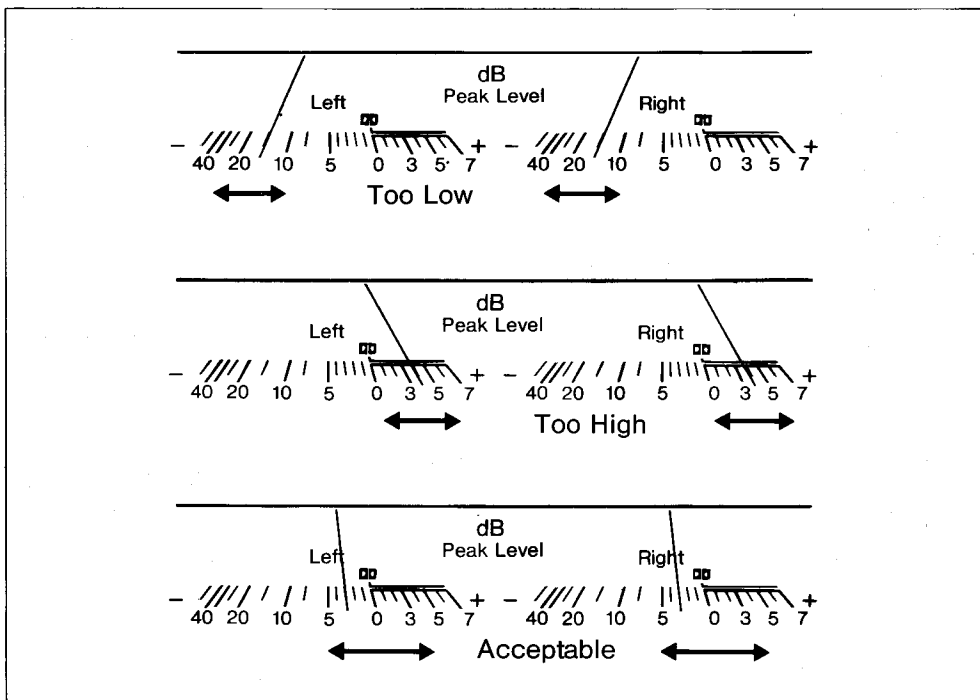 dB
Peak Level
Left Right
- 40 20 10 5 0 3 5 7 + - 40 20 10 5 0 3 5 7 +
Too Low
dB
Peak Level
Left Right
- 40 20 10 5 0 3 5 7 + - 40 20 10 5 0 3 5 7 +
Too High
dB
Peak Level
Left Right
- 40 20 10 5 0 3 5 7 + - 40 20 10 5 0 3 5 7 +
Acceptable